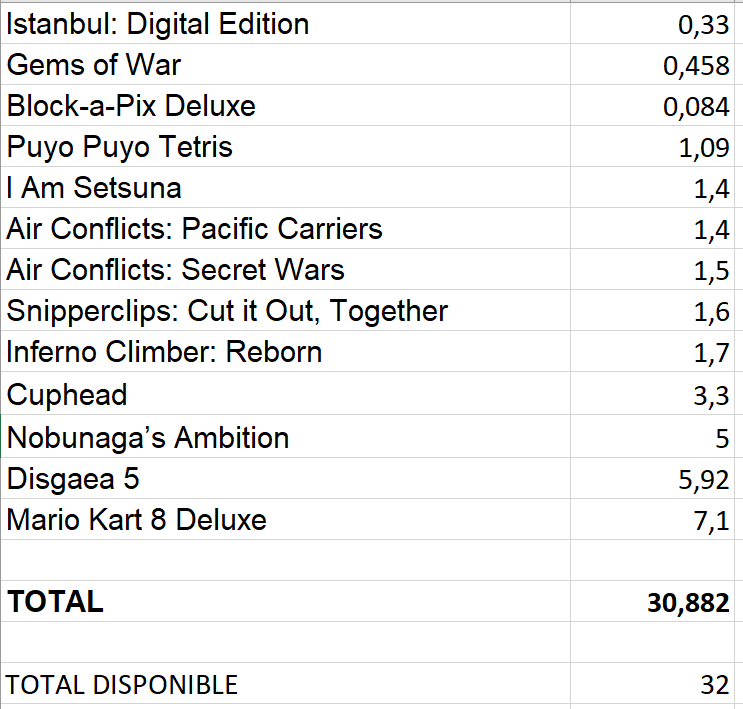 Istanbul: Digital Edition 0,33
Gems of War 0,458
Block-a-Pix Deluxe 0,084
Puyo Puyo Tetris 1,09
I Am Setsuna 1,4
Air Conflicts: Pacific Carriers 1,4
Air Conflicts: Secret Wars 1,5
Snipperclips: Cut it Out, Together 1,6
Inferno Climber: Reborn 1,7
Cuphead 3,3
Nobunaga’s Ambition 5
Disgaea 5 5,92
Mario Kart 8 Deluxe 7,1
TOTAL 30,882
TOTAL DISPONIBLE 32